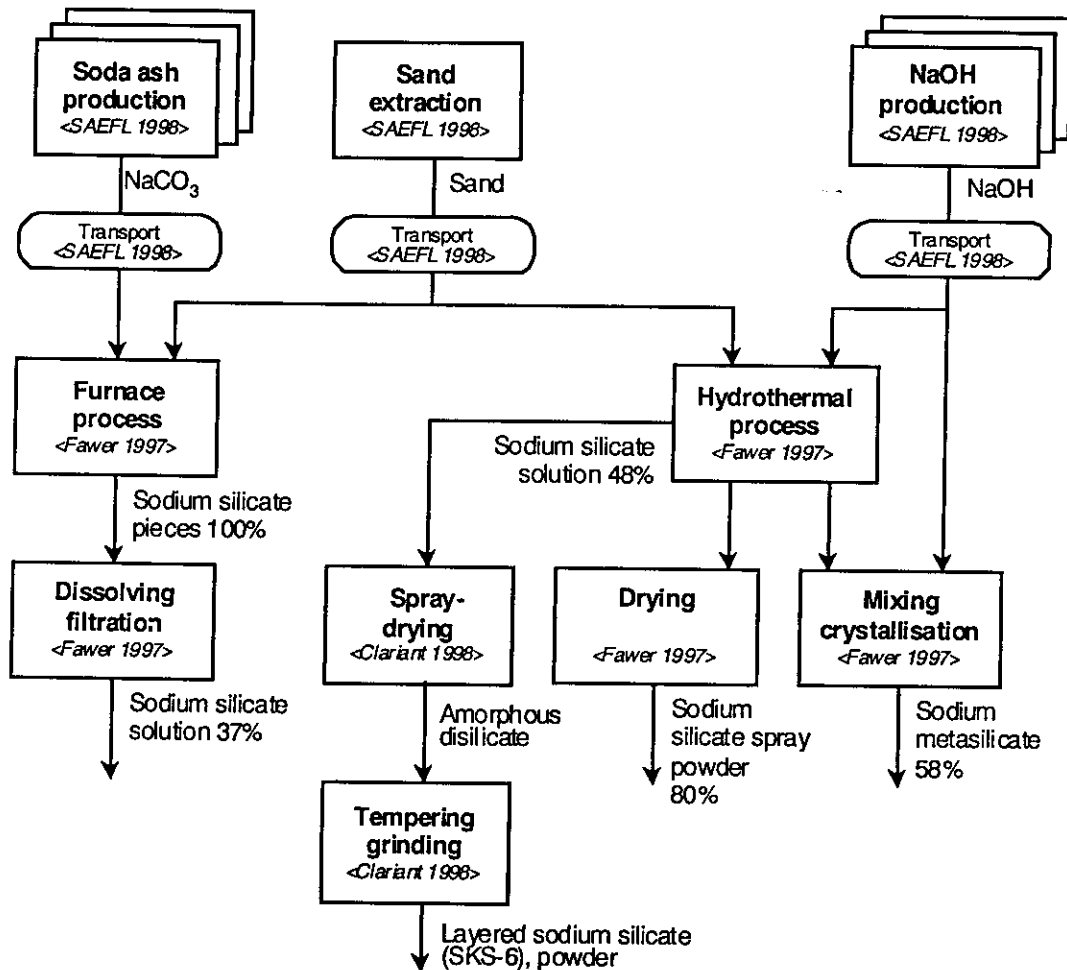 Soda ash
production
<SAEFL 1998>
Sand
extraction
<SAEFL 1998>
NaOH
production
<SAEFL 1998>
NaCO3
Sand
NaOH
Transport
<SAEFL 1998>
Transport
<SAEFL 1998>
Transport
<SAEFL 1998>
Furnace
process
<Fawer 1997>
Hydrothermal
process
<Fawer 1997>
Sodium silicate
solution 48%
Sodium silicate
pieces 100%
Dissolving
filtration
<Fawer 1997>
Spray-
drying
<Clariant 1998>
Drying
<Fawer 1997>
Mixing
crystallisation
<Fawer 1997>
Sodium silicate
solution 37%
Amorphous
disilicate
Sodium
silicate spray
powder
80%
Sodium
metasilicate
58%
Tempering
grinding
<Clariant 1998>
Layered sodium silicate
(SKS-6), powder